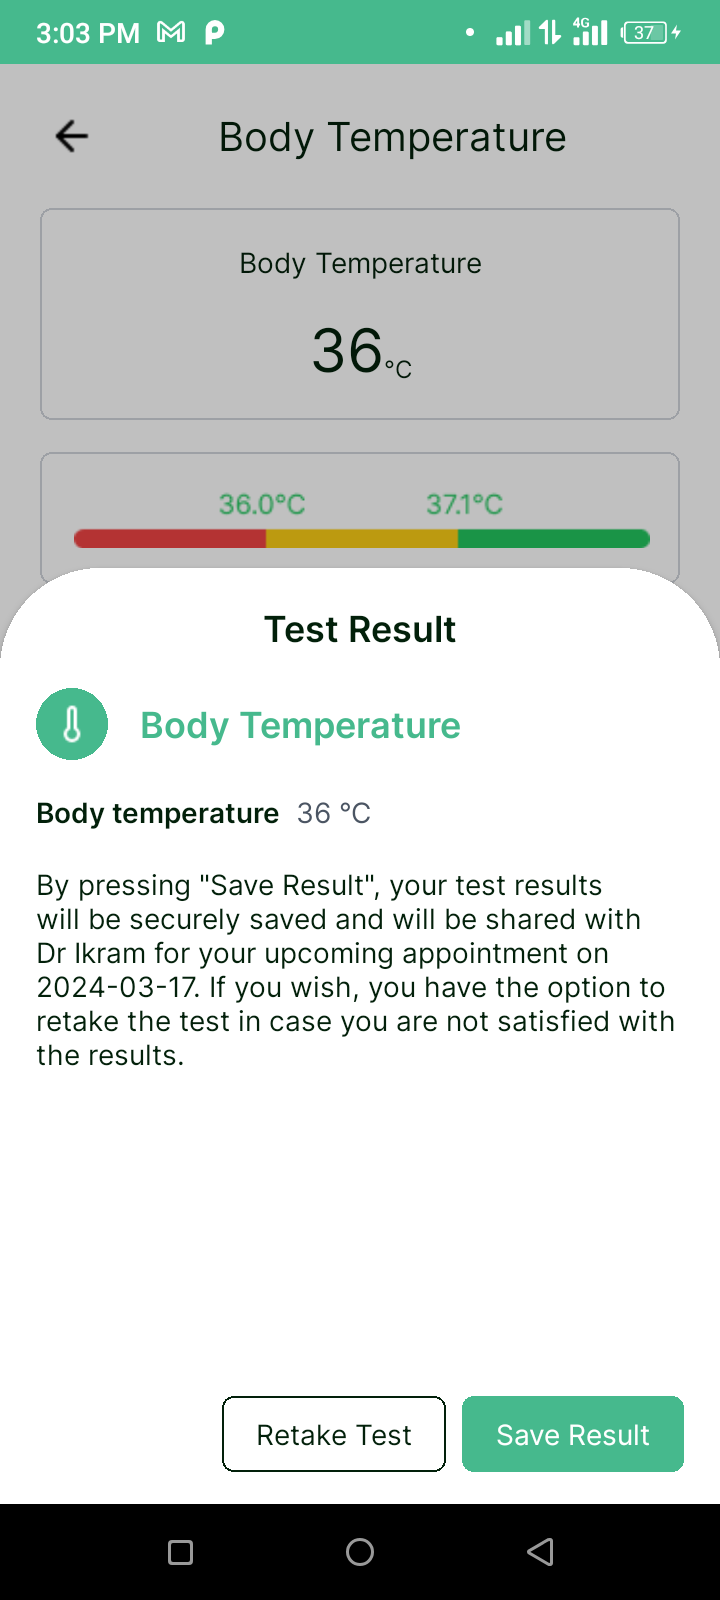 3:03 PM
4G
37
Body Temperature
Body Temperature
36 °C
36.0°C 37.1°C
Test Result
Body Temperature
Body temperature 36 °C
By pressing "Save Result", your test results
will be securely saved and will be shared with
Dr Ikram for your upcoming appointment on
2024-03-17. If you wish, you have the option to
retake the test in case you are not satisfied with
the results.
Retake Test
Save Result